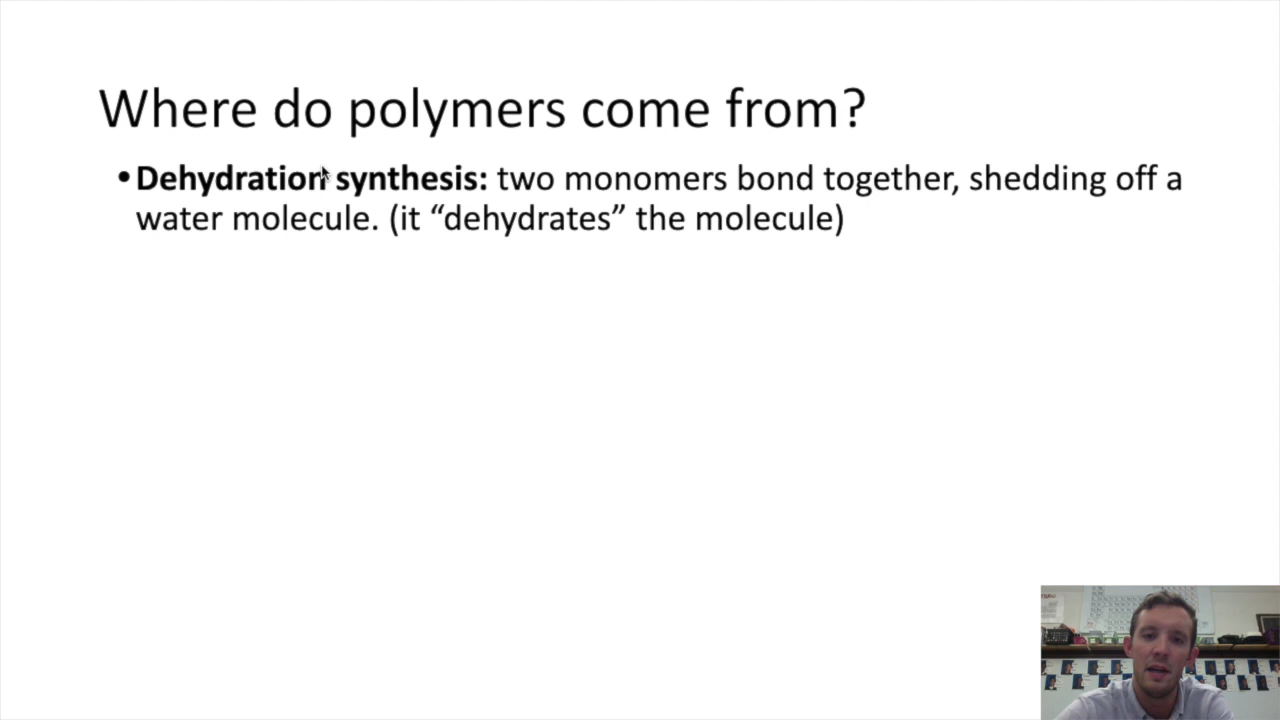 Where do polymers come from?
•Dehydration synthesis: two monomers bond together, shedding off a
water molecule. (it “dehydrates” the molecule)